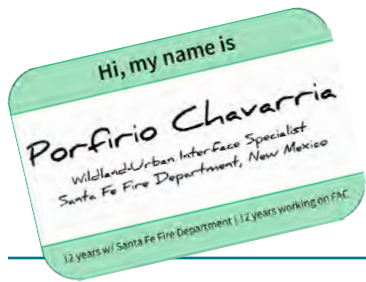 Hi, my name is
Porfirio Chavarria
Wildland-Urban Interface Specialist
Santa Fe Fire Department, New Mexico
12 years w/ Santa Fe Fire Department | 12 years working on FAC